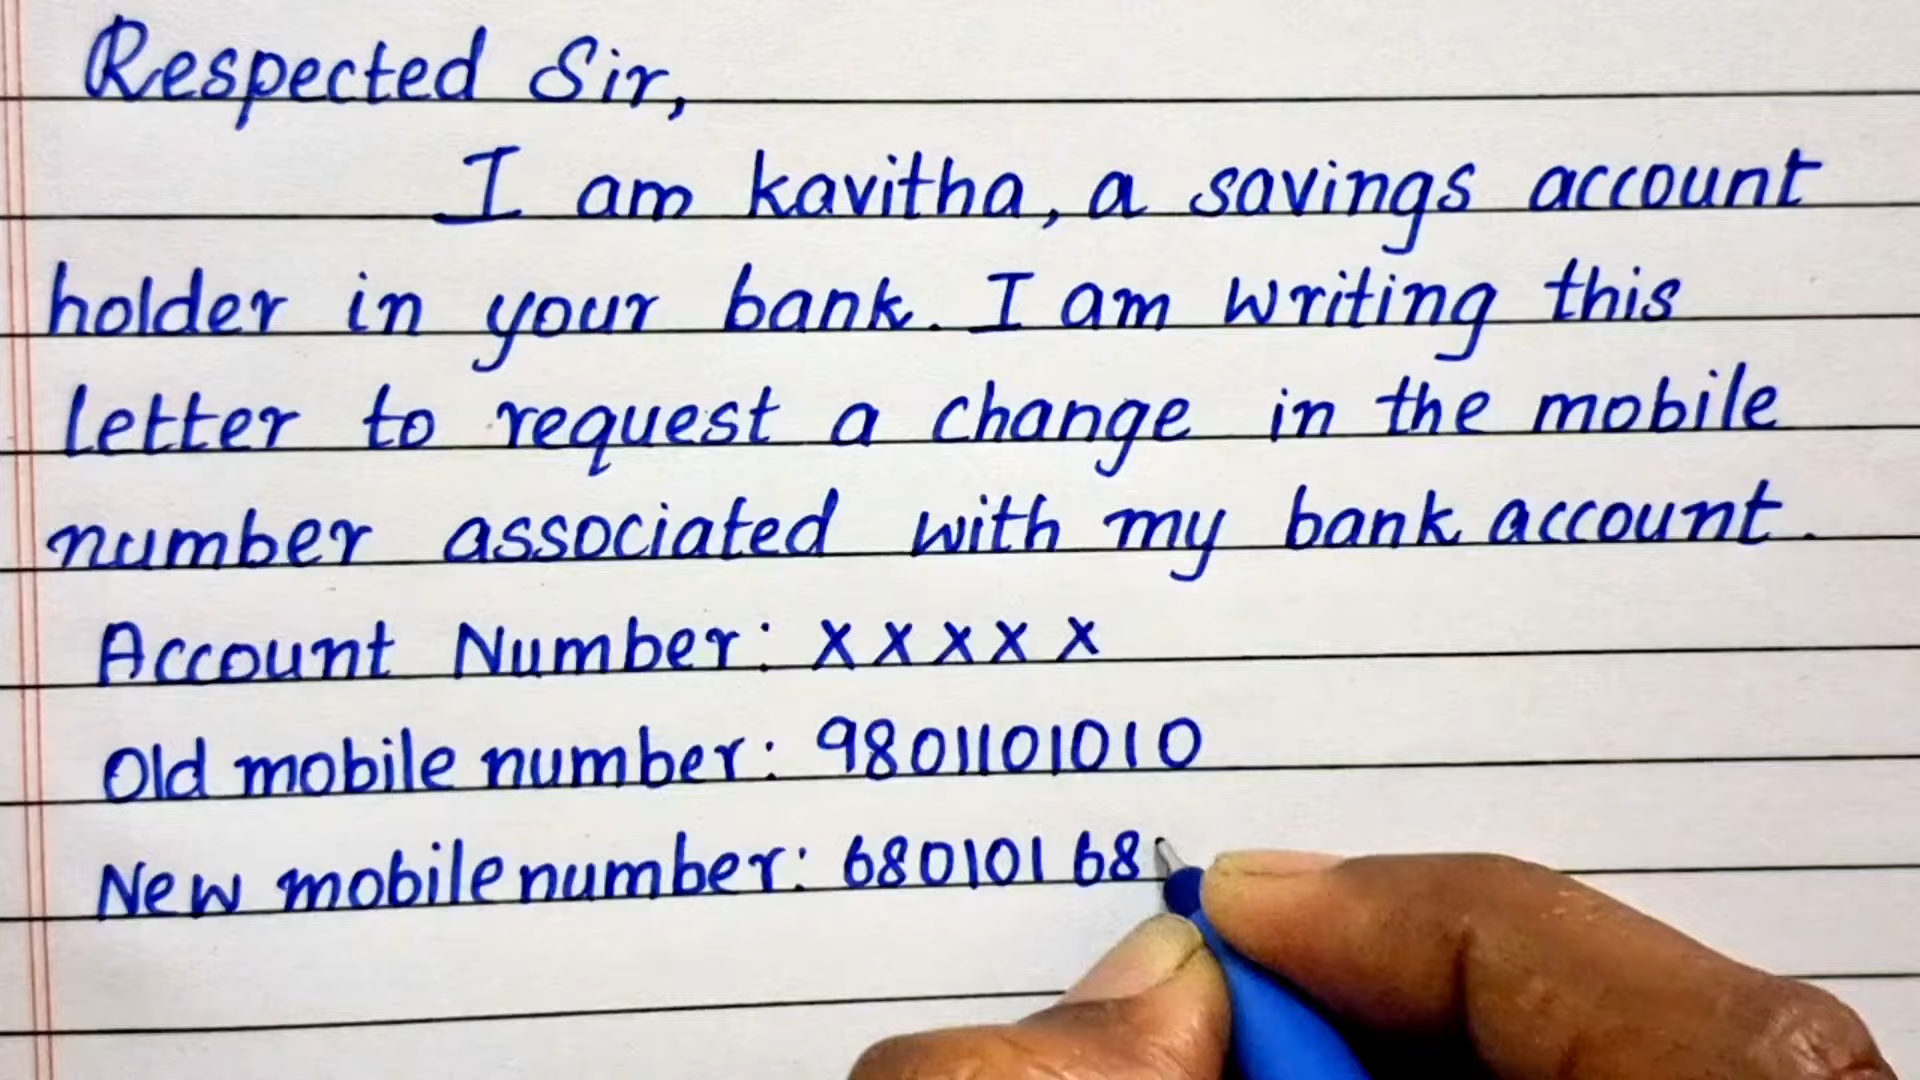 Respected Sir,
I am kavitha, a savings account
holder in your bank. I am writing this
letter to request a change in the mobile
number associated with my bank account.
Account Number: x x x x x
Old mobile number: 9801101010
New mobile number: 68010168